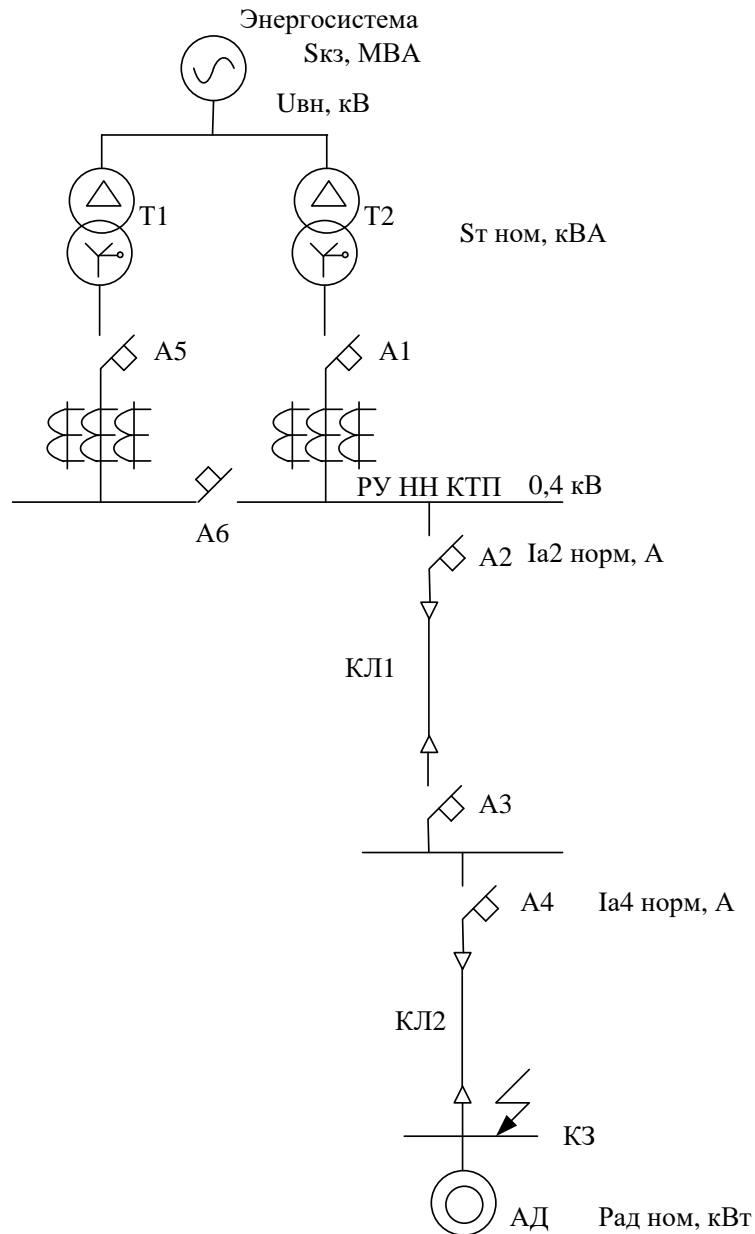 Энергосистема
Sкз, МВА
Uвн, кВ
Т1
Т2
Sт ном, кВА
А5
А1
РУ НН КТП 0,4 кВ
А6
А2 Iа2 норм, А
КЛ1
А3
А4 Iа4 норм, А
КЛ2
КЗ
АД Рад ном, кВт